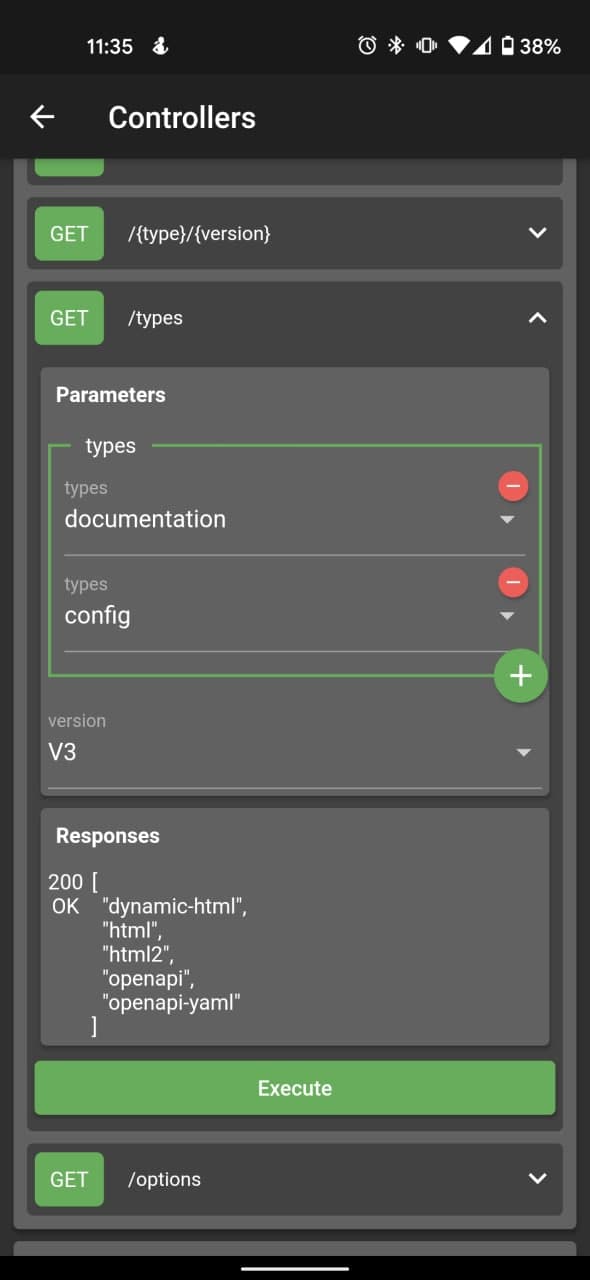 11:35 38%
Controllers
GET /{type}/{version}
GET /types
Parameters
types
types
documentation
types
config
version
V3
Responses
200 [
OK "dynamic-html",
"html",
"html2",
"openapi",
"openapi-yaml"
]
Execute
GET /options